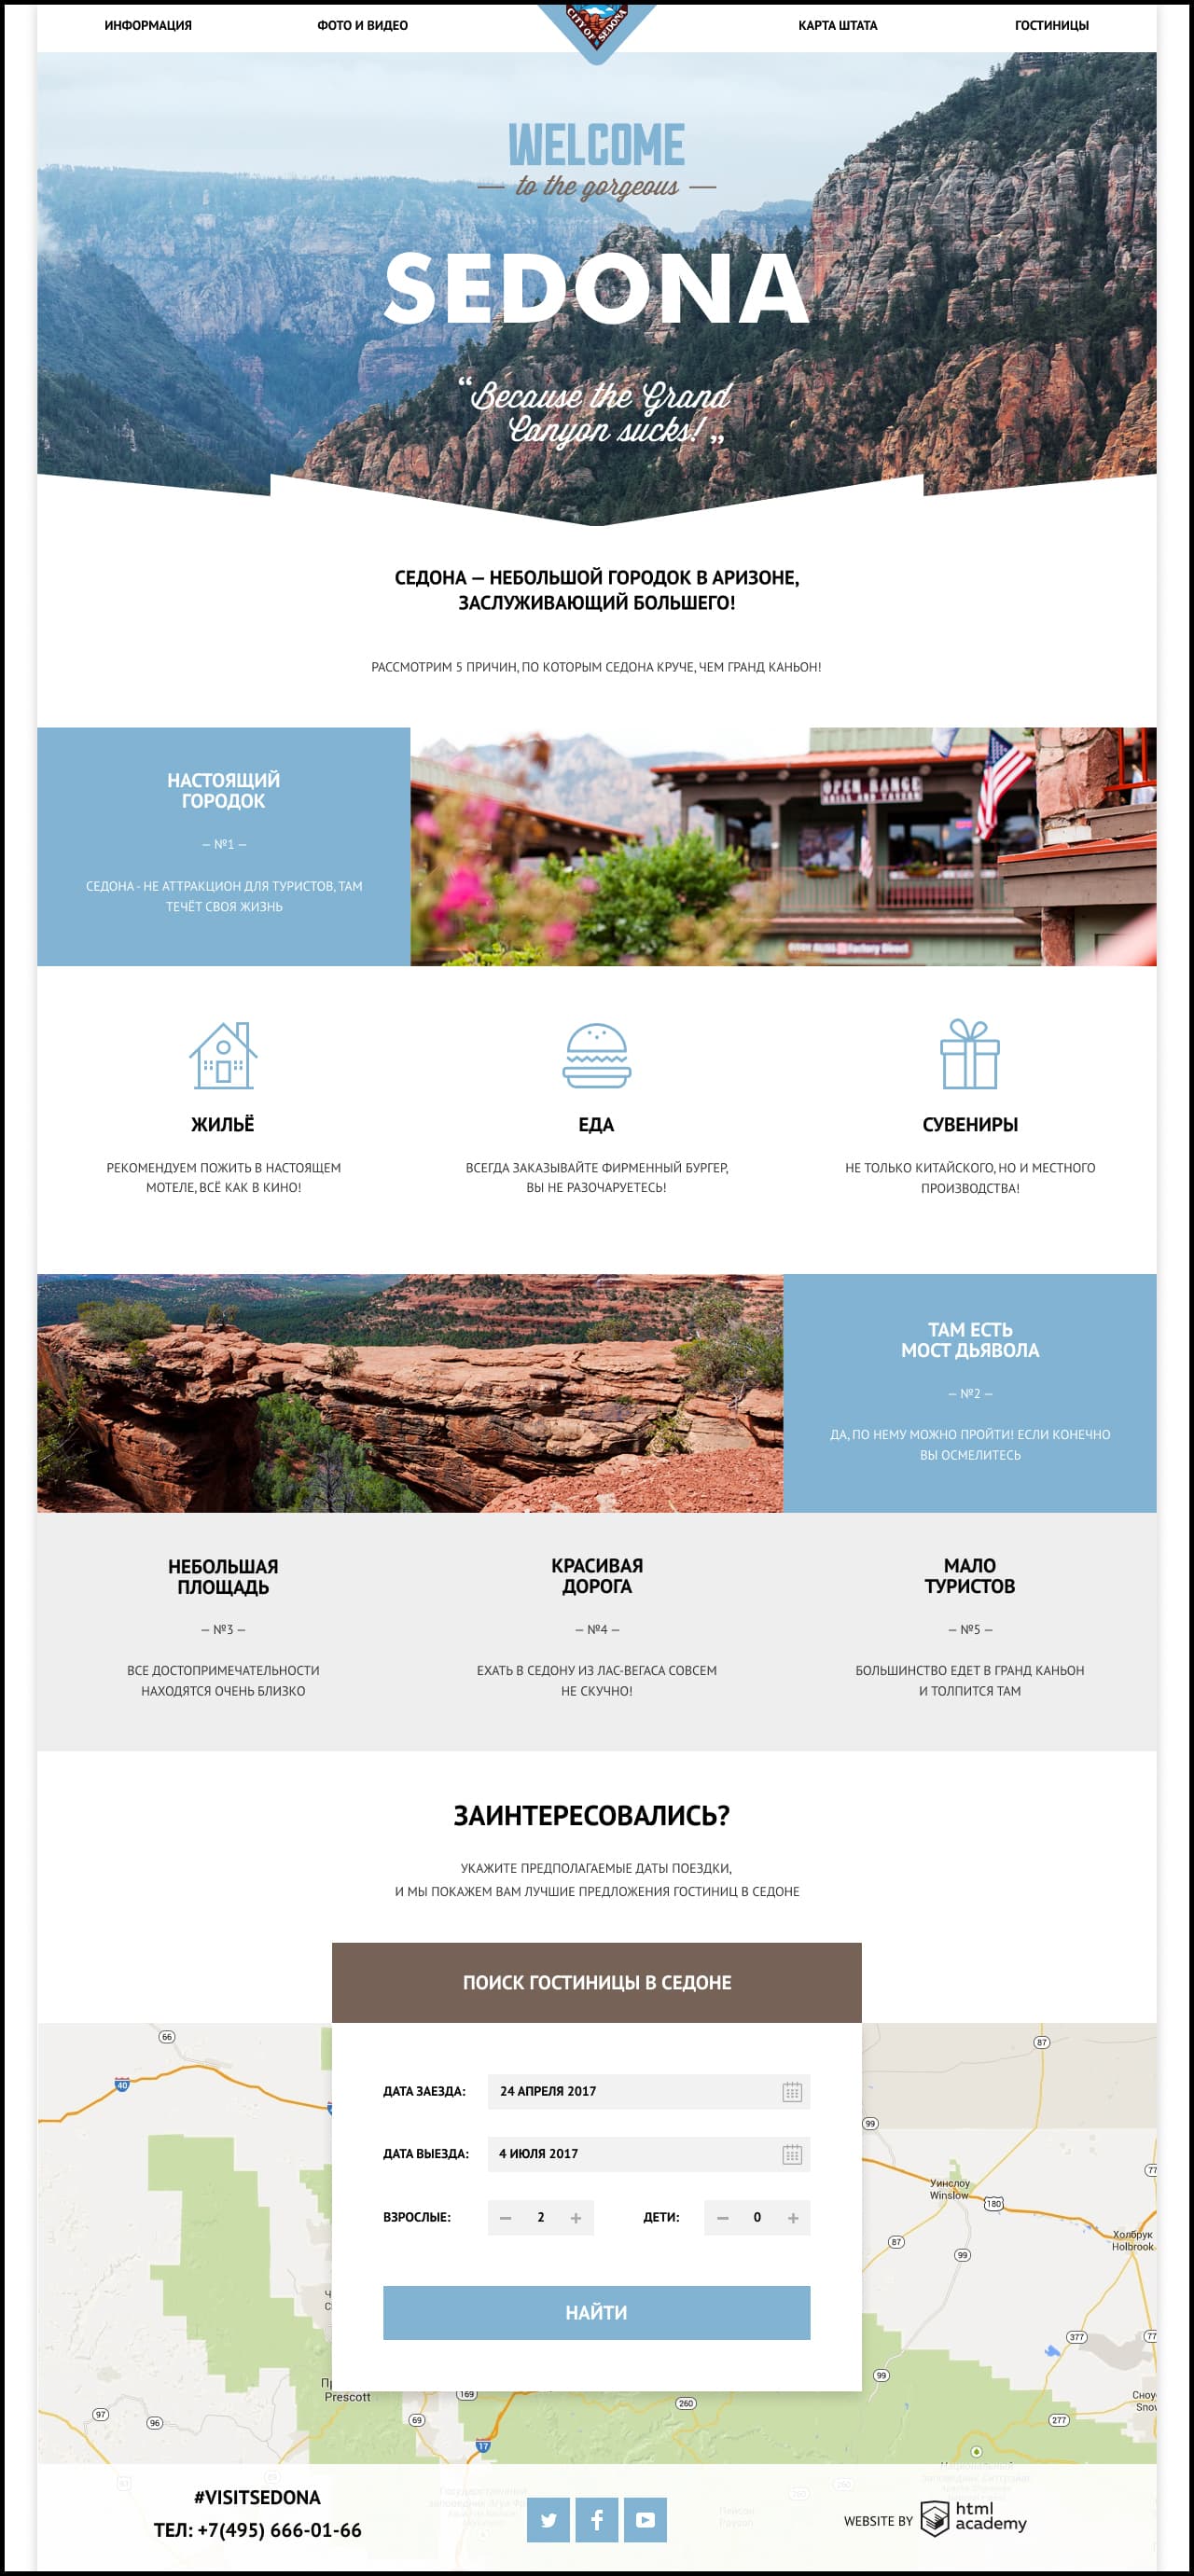 ИНФОРМАЦИЯ
ФОТО И ВИДЕО
CITY OF SEDONA
КАРТА ШТАТА
ГОСТИНИЦЫ
WELCOME
— to the gorgeous —
SEDONA
“Because the Grand
Canyon sucks! „
СЕДОНА — НЕБОЛЬШОЙ ГОРОДОК В АРИЗОНЕ,
ЗАСЛУЖИВАЮЩИЙ БОЛЬШЕГО!
РАССМОТРИМ 5 ПРИЧИН, ПО КОТОРЫМ СЕДОНА КРУЧЕ, ЧЕМ ГРАНД КАНЬОН!
НАСТОЯЩИЙ
ГОРОДОК
— №1 —
СЕДОНА - НЕ АТТРАКЦИОН ДЛЯ ТУРИСТОВ, ТАМ
ТЕЧЁТ СВОЯ ЖИЗНЬ
OPEN RANGE
GRILL AND TAVERN
Factory Direct
ЖИЛЬЁ
РЕКОМЕНДУЕМ ПОЖИТЬ В НАСТОЯЩЕМ
МОТЕЛЕ, ВСЁ КАК В КИНО!
ЕДА
ВСЕГДА ЗАКАЗЫВАЙТЕ ФИРМЕННЫЙ БУРГЕР,
ВЫ НЕ РАЗОЧАРУЕТЕСЬ!
СУВЕНИРЫ
НЕ ТОЛЬКО КИТАЙСКОГО, НО И МЕСТНОГО
ПРОИЗВОДСТВА!
ТАМ ЕСТЬ
МОСТ ДЬЯВОЛА
— №2 —
ДА, ПО НЕМУ МОЖНО ПРОЙТИ! ЕСЛИ КОНЕЧНО
ВЫ ОСМЕЛИТЕСЬ
НЕБОЛЬШАЯ
ПЛОЩАДЬ
— №3 —
ВСЕ ДОСТОПРИМЕЧАТЕЛЬНОСТИ
НАХОДЯТСЯ ОЧЕНЬ БЛИЗКО
КРАСИВАЯ
ДОРОГА
— №4 —
ЕХАТЬ В СЕДОНУ ИЗ ЛАС-ВЕГАСА СОВСЕМ
НЕ СКУЧНО!
МАЛО
ТУРИСТОВ
— №5 —
БОЛЬШИНСТВО ЕДЕТ В ГРАНД КАНЬОН
И ТОЛПИТСЯ ТАМ
ЗАИНТЕРЕСОВАЛИСЬ?
УКАЖИТЕ ПРЕДПОЛАГАЕМЫЕ ДАТЫ ПОЕЗДКИ,
И МЫ ПОКАЖЕМ ВАМ ЛУЧШИЕ ПРЕДЛОЖЕНИЯ ГОСТИНИЦ В СЕДОНЕ
ПОИСК ГОСТИНИЦЫ В СЕДОНЕ
66
40
87
99
ДАТА ЗАЕЗДА:
24 АПРЕЛЯ 2017
ДАТА ВЫЕЗДА:
4 ИЮЛЯ 2017
ВЗРОСЛЫЕ:
− 2 +
ДЕТИ:
− 0 +
НАЙТИ
77
Уинслоу
Winslow
180
87
99
Холбрук
Holbrook
377
77
99
Prescott
169
260
97
96
69
17
277
#VISITSEDONA
ТЕЛ: +7(495) 666-01-66
WEBSITE BY
html
academy